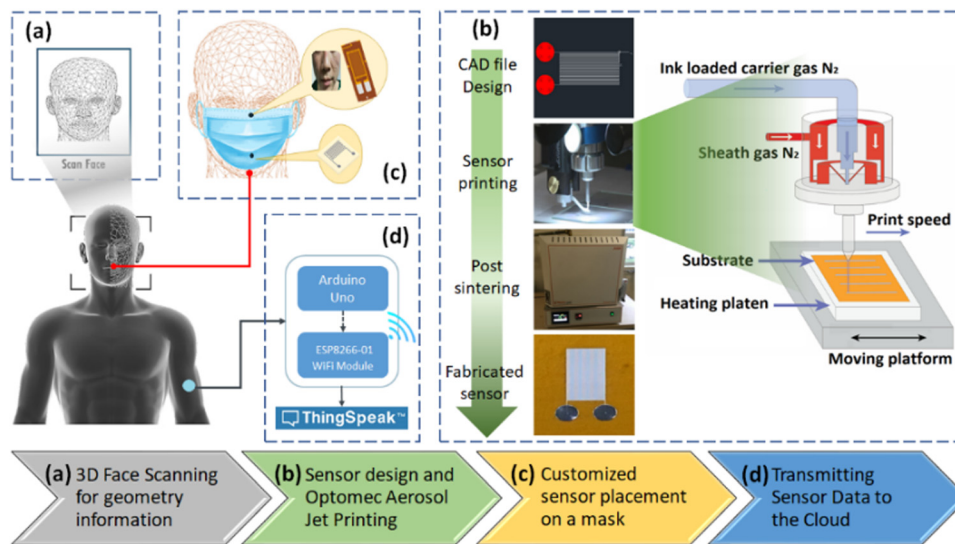 (a)
Scan Face
(c)
(d)
Arduino
Uno
ESP8266-01
WIFI Module
ThingSpeak™
(b)
CAD file
Design
Sensor
printing
Post
sintering
Fabricated
sensor
Ink loaded carrier gas N₂
Sheath gas N₂
Print speed
Substrate
Heating platen
Moving platform
(a) 3D Face Scanning
for geometry
information
(b) Sensor design and
Optomec Aerosol
Jet Printing
(c) Customized
sensor placement
on a mask
(d) Transmitting
Sensor Data to
the Cloud